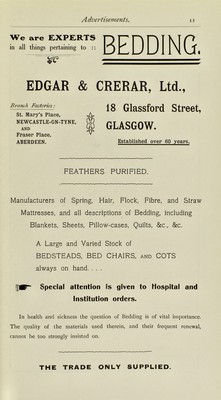 Advertisements. 11
We are EXPERTS
in all things pertaining to ::
BEDDING.
EDGAR & CRERAR, Ltd.,
Branch Factories:
St. Mary's Place,
NEWCASTLE-ON-TYNE,
AND
Fraser Place,
ABERDEEN.
18 Glassford Street,
GLASGOW.
Established over 60 years.
FEATHERS PURIFIED.
Manufacturers of Spring, Hair, Flock, Fibre, and Straw
Mattresses, and all descriptions of Bedding, including
Blankets, Sheets, Pillow-cases, Quilts, &c., &c.
A Large and Varied Stock of
BEDSTEADS, BED CHAIRS, AND COTS
always on hand. . . .
Special attention is given to Hospital and
Institution orders.
In health and sickness the question of Bedding is of vital importance.
The quality of the materials used therein, and their frequent renewal,
cannot be too strongly insisted on.
THE TRADE ONLY SUPPLIED.